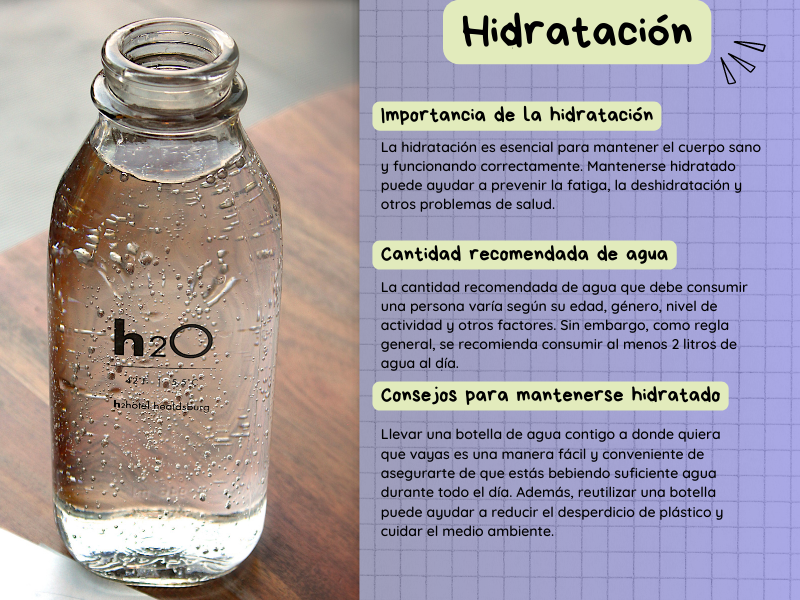 Hidratación
Importancia de la hidratación
La hidratación es esencial para mantener el cuerpo sano
y funcionando correctamente. Mantenerse hidratado
puede ayudar a prevenir la fatiga, la deshidratación y
otros problemas de salud.
Cantidad recomendada de agua
La cantidad recomendada de agua que debe consumir
una persona varía según su edad, género, nivel de
actividad y otros factores. Sin embargo, como regla
general, se recomienda consumir al menos 2 litros de
agua al día.
Consejos para mantenerse hidratado
Llevar una botella de agua contigo a donde quiera
que vayas es una manera fácil y conveniente de
asegurarte de que estás bebiendo suficiente agua
durante todo el día. Además, reutilizar una botella
puede ayudar a reducir el desperdicio de plástico y
cuidar el medio ambiente.
h2O
h2hotel healdsburg